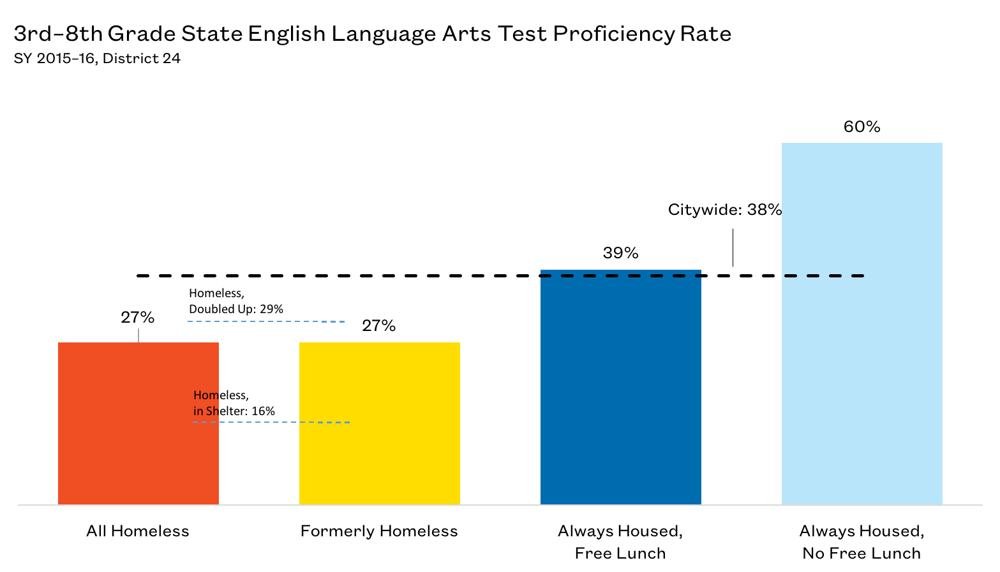 3rd–8th Grade State English Language Arts Test Proficiency Rate
SY 2015–16, District 24
60%
Citywide: 38%
39%
Homeless,
Doubled Up: 29%
27%
27%
Homeless,
in Shelter: 16%
All Homeless
Formerly Homeless
Always Housed,
Free Lunch
Always Housed,
No Free Lunch